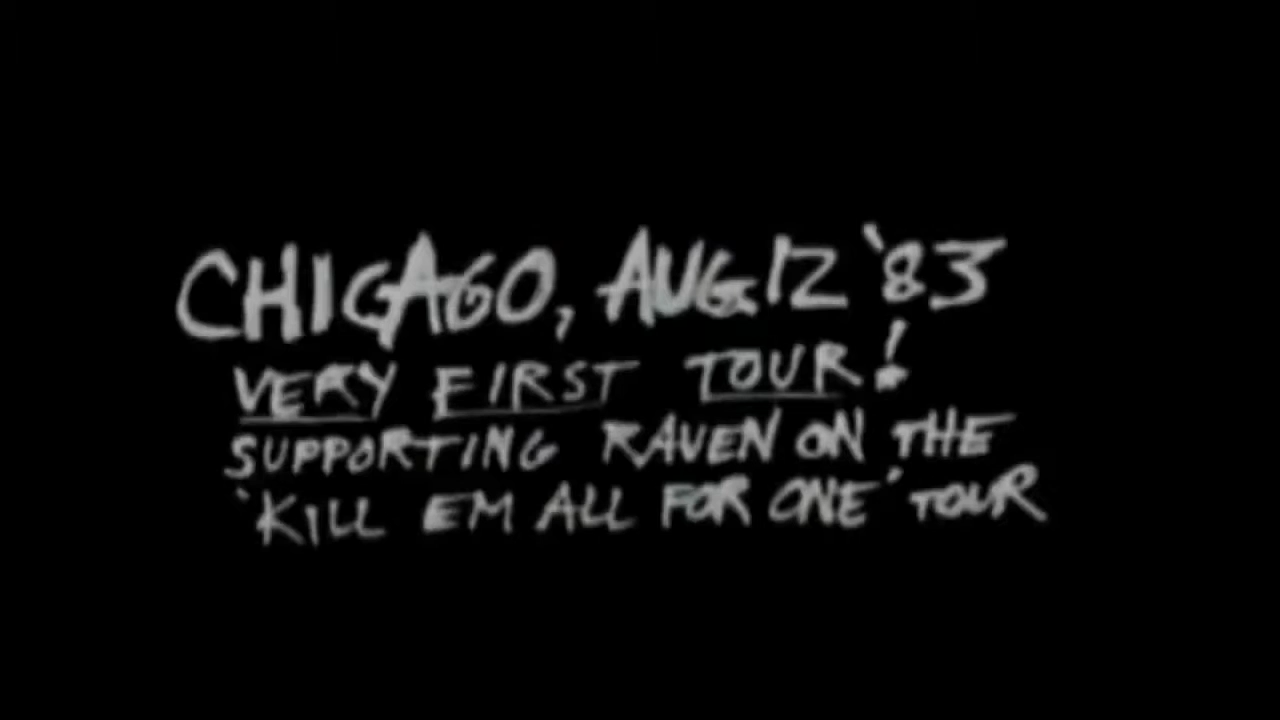 CHICAGO, AUG.12 '83
VERY FIRST TOUR!
SUPPORTING RAVEN ON THE
'KILL EM ALL FOR ONE' TOUR